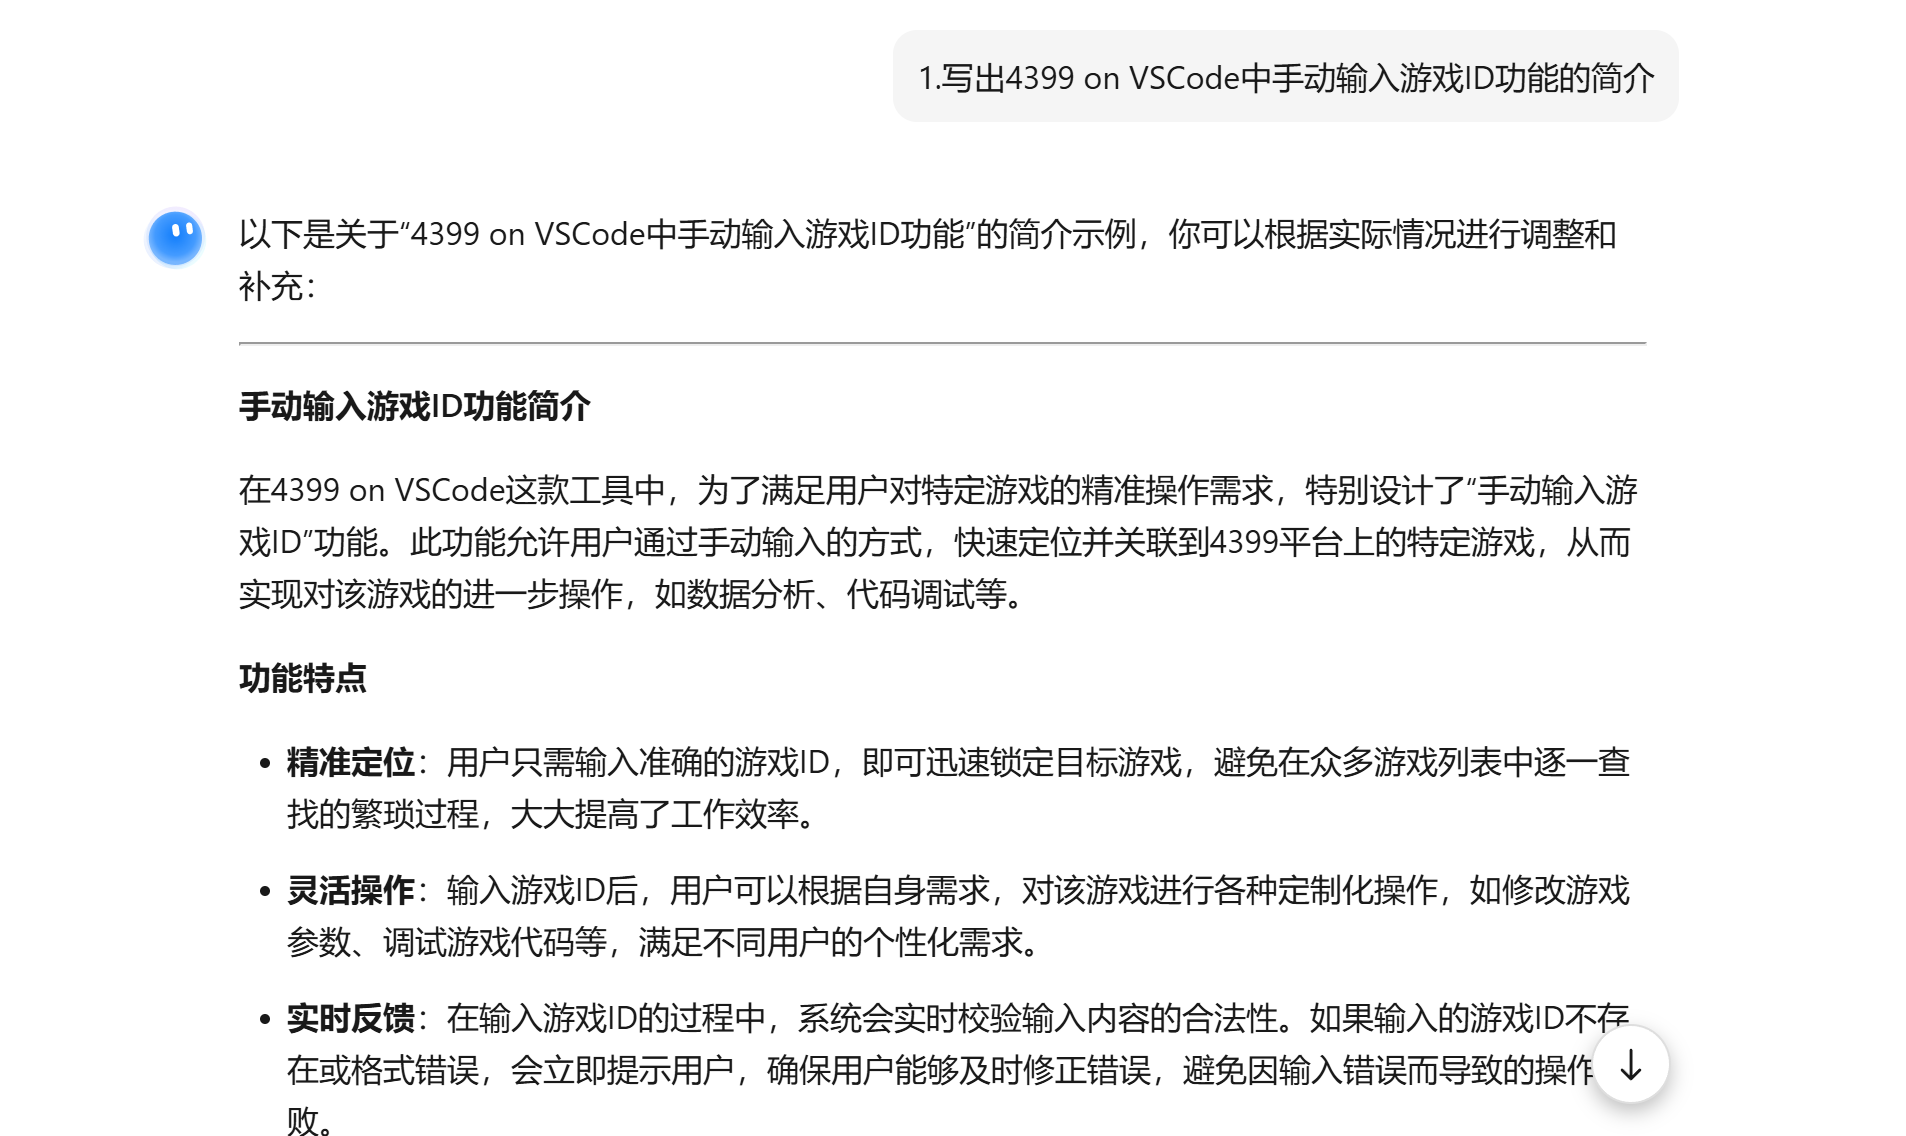 1.写出4399 on VSCode中手动输入游戏ID功能的简介
以下是关于“4399 on VSCode中手动输入游戏ID功能”的简介示例，你可以根据实际情况进行调整和
补充：
手动输入游戏ID功能简介
在4399 on VSCode这款工具中，为了满足用户对特定游戏的精准操作需求，特别设计了“手动输入游
戏ID”功能。此功能允许用户通过手动输入的方式，快速定位并关联到4399平台上的特定游戏，从而
实现对该游戏的进一步操作，如数据分析、代码调试等。
功能特点
• 精准定位：用户只需输入准确的游戏ID，即可迅速锁定目标游戏，避免在众多游戏列表中逐一查
找的繁琐过程，大大提高了工作效率。
• 灵活操作：输入游戏ID后，用户可以根据自身需求，对该游戏进行各种定制化操作，如修改游戏
参数、调试游戏代码等，满足不同用户的个性化需求。
• 实时反馈：在输入游戏ID的过程中，系统会实时校验输入内容的合法性。如果输入的游戏ID不存
在或格式错误，会立即提示用户，确保用户能够及时修正错误，避免因输入错误而导致的操作
败。